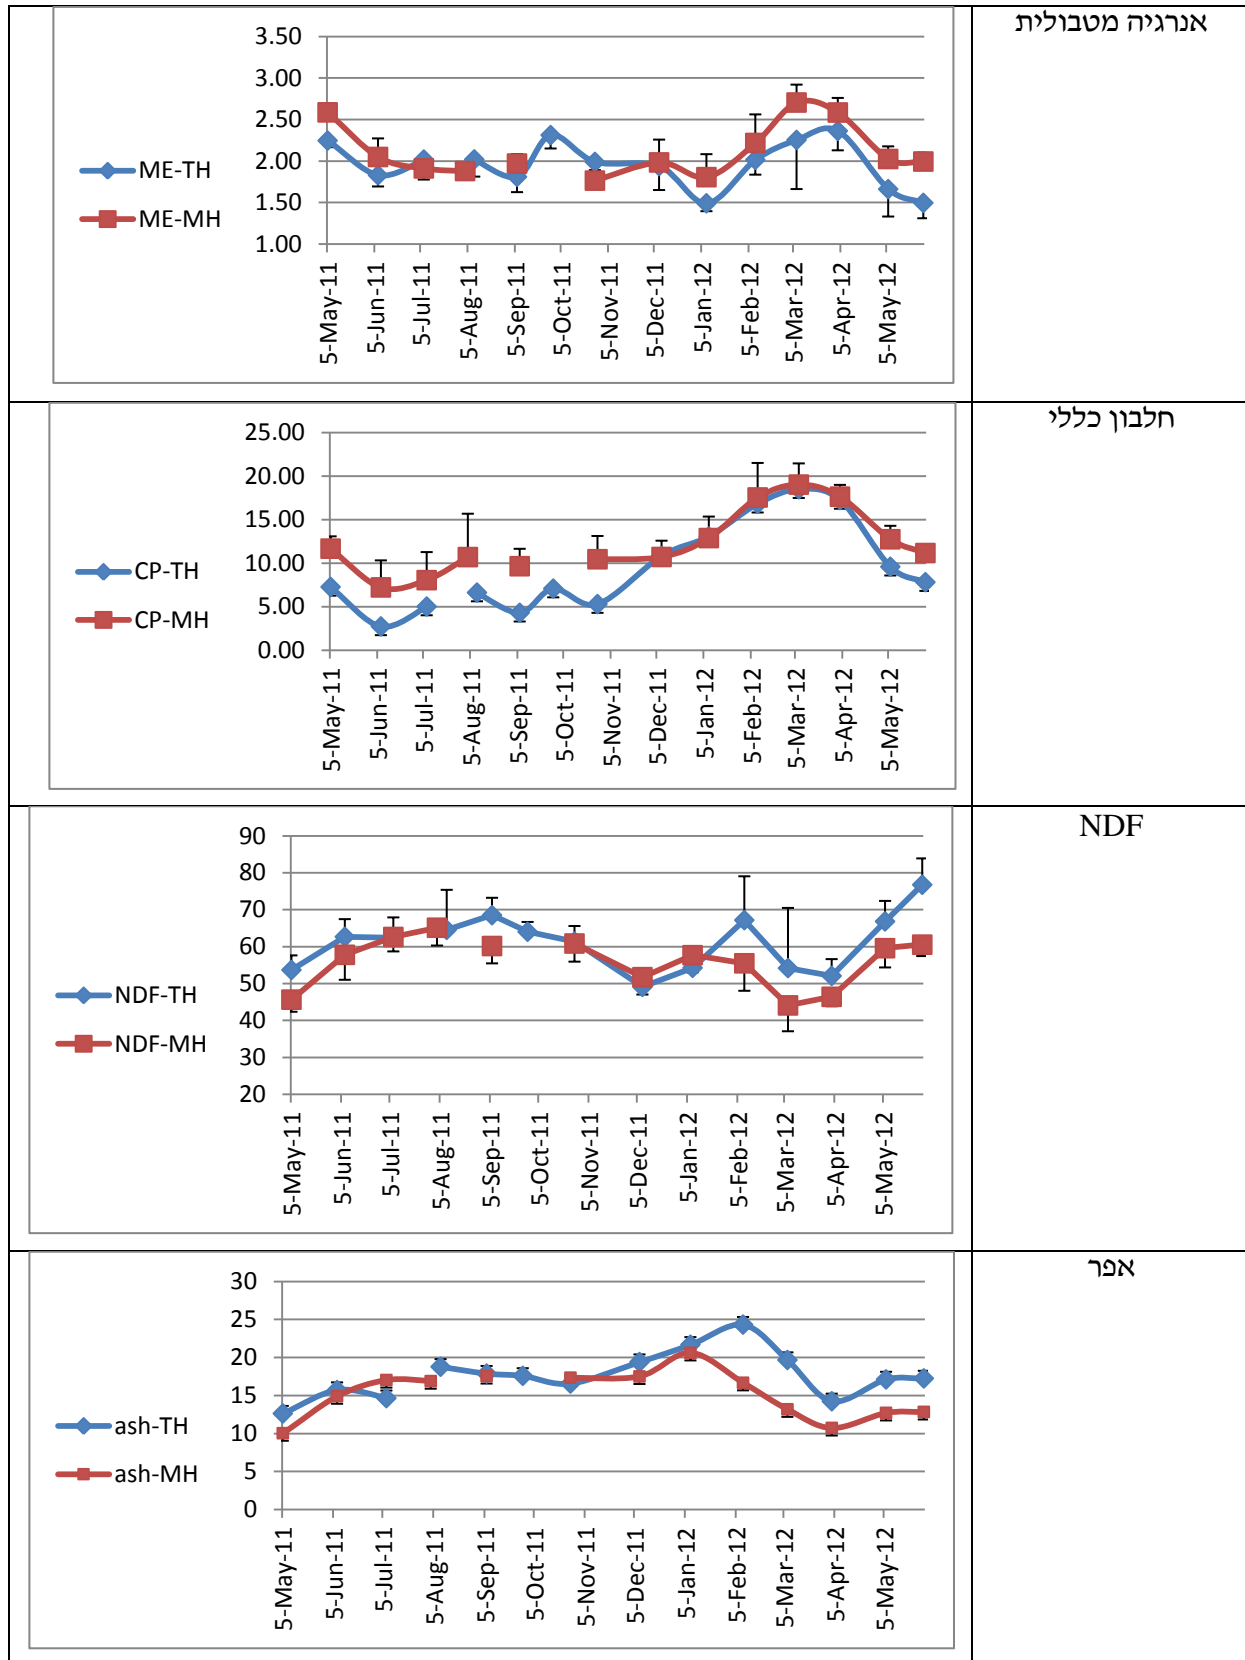 אנרגיה מטבולית
3.50
3.00
2.50
2.00
1.50
1.00
ME-TH
ME-MH
5-May-11
5-Jun-11
5-Jul-11
5-Aug-11
5-Sep-11
5-Oct-11
5-Nov-11
5-Dec-11
5-Jan-12
5-Feb-12
5-Mar-12
5-Apr-12
5-May-12
חלבון כללי
25.00
20.00
15.00
10.00
5.00
0.00
CP-TH
CP-MH
5-May-11
5-Jun-11
5-Jul-11
5-Aug-11
5-Sep-11
5-Oct-11
5-Nov-11
5-Dec-11
5-Jan-12
5-Feb-12
5-Mar-12
5-Apr-12
5-May-12
NDF
90
80
70
60
50
40
30
20
NDF-TH
NDF-MH
5-May-11
5-Jun-11
5-Jul-11
5-Aug-11
5-Sep-11
5-Oct-11
5-Nov-11
5-Dec-11
5-Jan-12
5-Feb-12
5-Mar-12
5-Apr-12
5-May-12
אפר
30
25
20
15
10
5
0
ash-TH
ash-MH
5-May-11
5-Jun-11
5-Jul-11
5-Aug-11
5-Sep-11
5-Oct-11
5-Nov-11
5-Dec-11
5-Jan-12
5-Feb-12
5-Mar-12
5-Apr-12
5-May-12